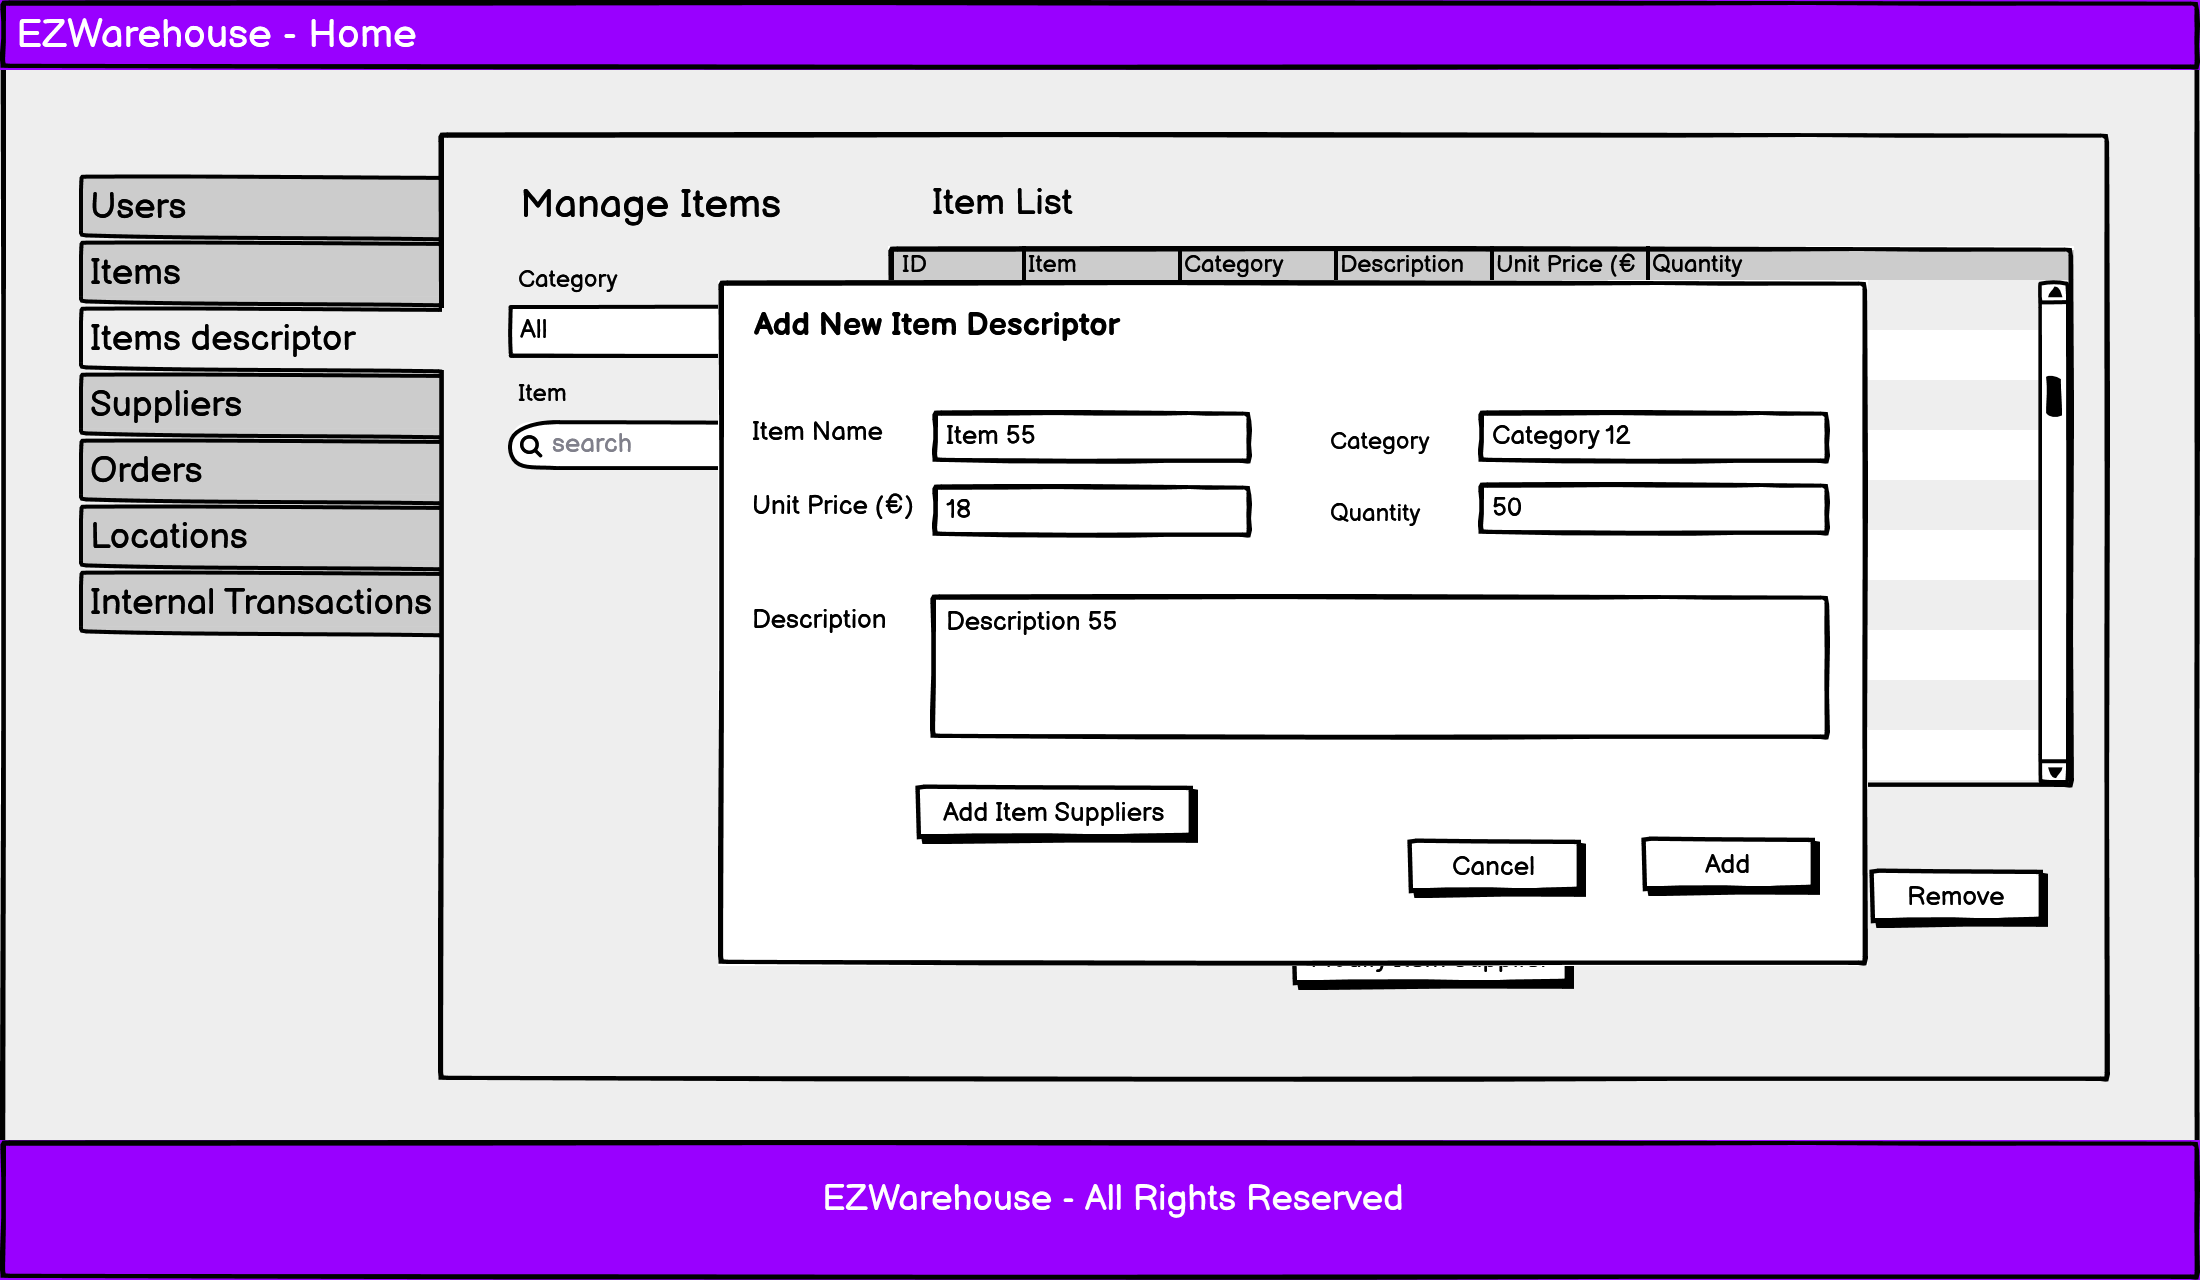 EZWarehouse - Home
Users
Items
Items descriptor
Suppliers
Orders
Locations
Internal Transactions
Manage Items
Item List
Category
All
Item
search
ID Item Category Description Unit Price (€ Quantity
Add New Item Descriptor
Item Name Item 55
Category Category 12
Unit Price (€) 18
Quantity 50
Description Description 55
Add Item Suppliers
Cancel
Add
Remove
EZWarehouse - All Rights Reserved